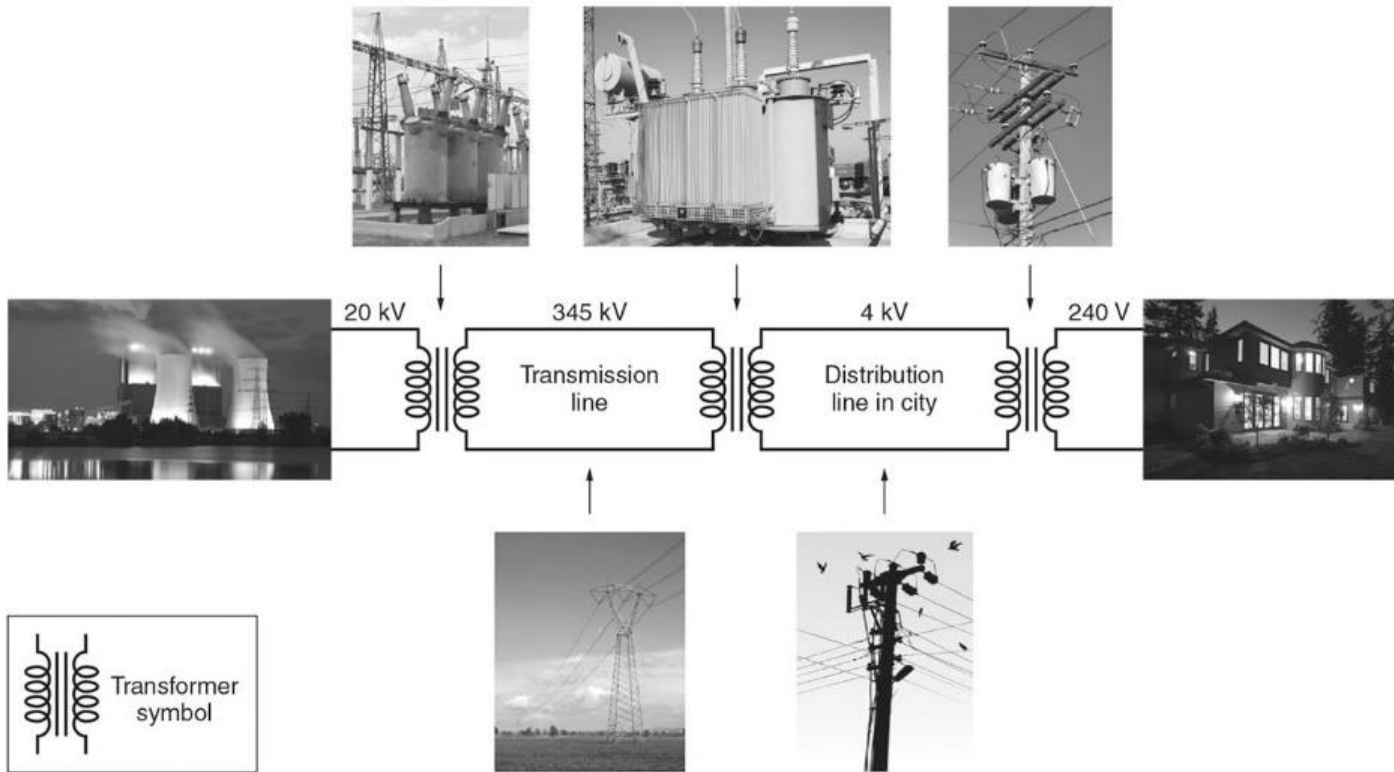 20 kV
345 kV
4 kV
240 V
Transmission
line
Distribution
line in city
Transformer
symbol